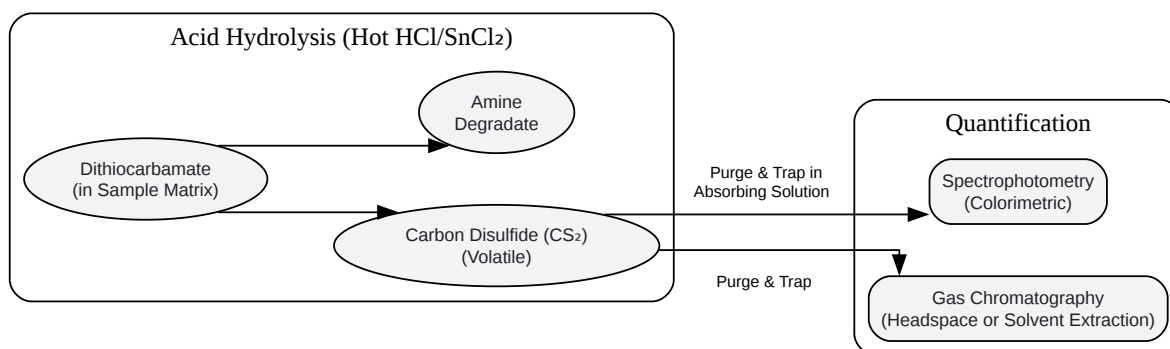 Acid Hydrolysis (Hot HCl/SnCl₂)
Amine
Degradate
Dithiocarbamate
(in Sample Matrix)
Carbon Disulfide (CS₂)
(Volatile)
Purge & Trap in
Absorbing Solution
Purge & Trap
Quantification
Spectrophotometry
(Colorimetric)
Gas Chromatography
(Headspace or Solvent Extraction)